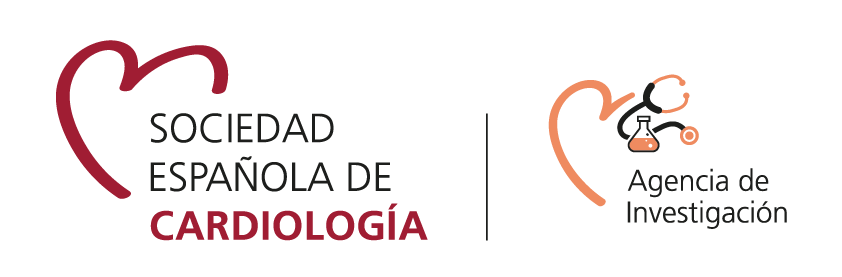 SOCIEDAD
ESPAÑOLA DE
CARDIOLOGÍA
Agencia de
Investigación